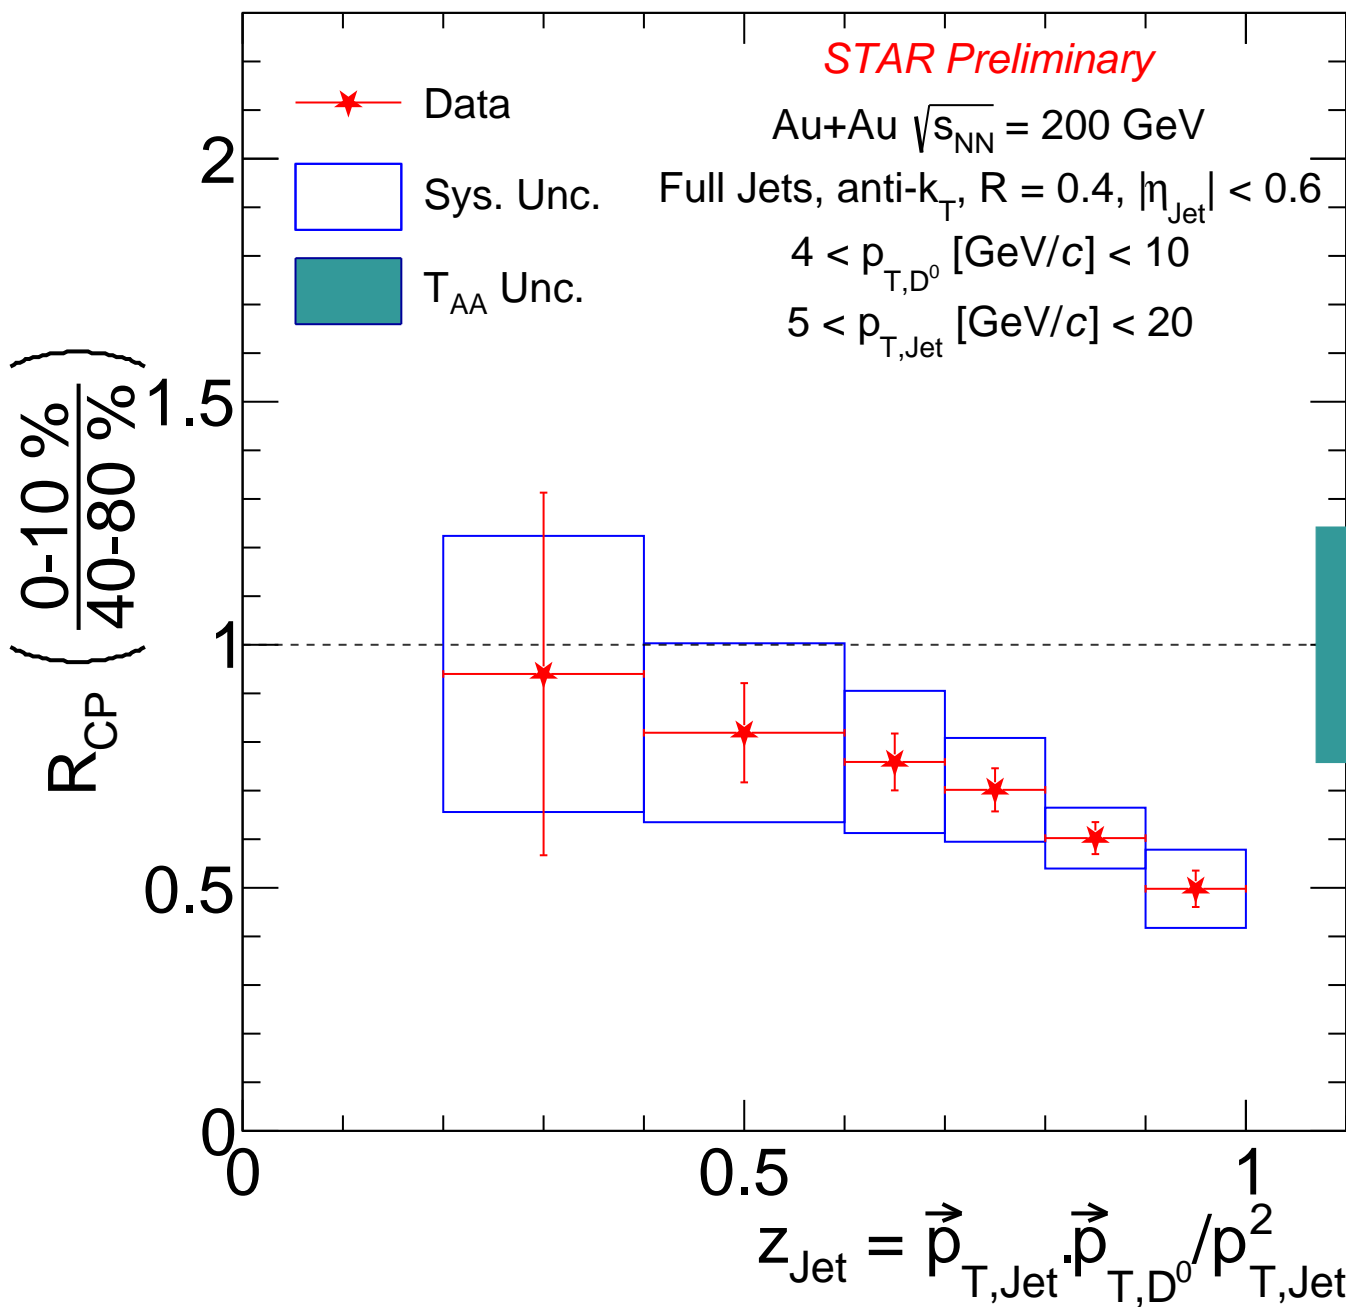 STAR Preliminary
Data
Au+Au √s_NN = 200 GeV
Sys. Unc.
Full Jets, anti-k_T, R = 0.4, |η_Jet| < 0.6
T_AA Unc.
4 < p_T,D⁰ [GeV/c] < 10
5 < p_T,Jet [GeV/c] < 20
R_CP (0-10 % / 40-80 %)
2
1.5
1
0.5
0
0 0.5 1
z_Jet = p⃗_T,Jet.p⃗_T,D⁰/p²_T,Jet